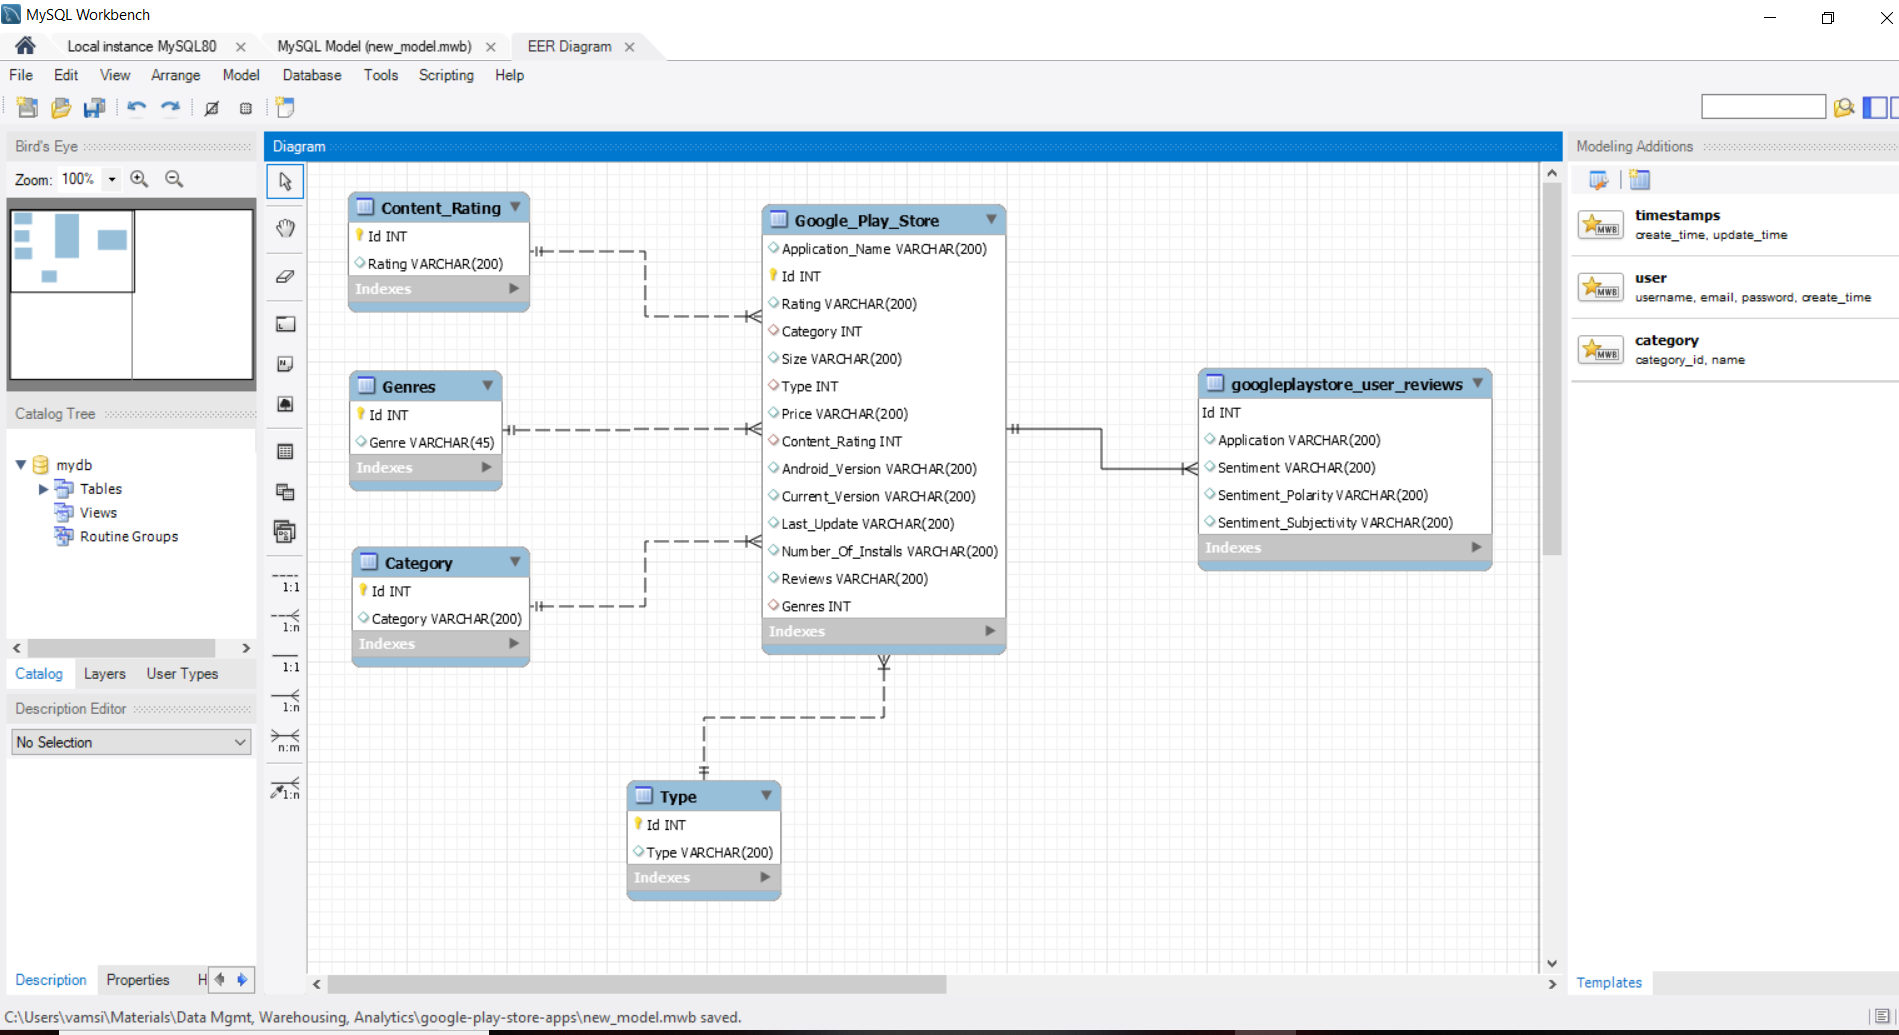 MySQL Workbench
Local instance MySQL80
MySQL Model (new_model.mwb)
EER Diagram
File Edit View Arrange Model Database Tools Scripting Help
Bird's Eye
Zoom: 100%
Catalog Tree
mydb
Tables
Views
Routine Groups
Catalog Layers User Types
Description Editor
No Selection
Description Properties H
1:1
1:n
1:1
1:n
n:m
1:n
Diagram
Content_Rating
Id INT
Rating VARCHAR(200)
Indexes
Genres
Id INT
Genre VARCHAR(45)
Indexes
Category
Id INT
Category VARCHAR(200)
Indexes
Google_Play_Store
Application_Name VARCHAR(200)
Id INT
Rating VARCHAR(200)
Category INT
Size VARCHAR(200)
Type INT
Price VARCHAR(200)
Content_Rating INT
Android_Version VARCHAR(200)
Current_Version VARCHAR(200)
Last_Update VARCHAR(200)
Number_Of_Installs VARCHAR(200)
Reviews VARCHAR(200)
Genres INT
Indexes
googleplaystore_user_reviews
Id INT
Application VARCHAR(200)
Sentiment VARCHAR(200)
Sentiment_Polarity VARCHAR(200)
Sentiment_Subjectivity VARCHAR(200)
Indexes
Type
Id INT
Type VARCHAR(200)
Indexes
Modeling Additions
MWB
timestamps
create_time, update_time
MWB
user
username, email, password, create_time
MWB
category
category_id, name
Templates
C:\Users\vamsi\Materials\Data Mgmt, Warehousing, Analytics\google-play-store-apps\new_model.mwb saved.